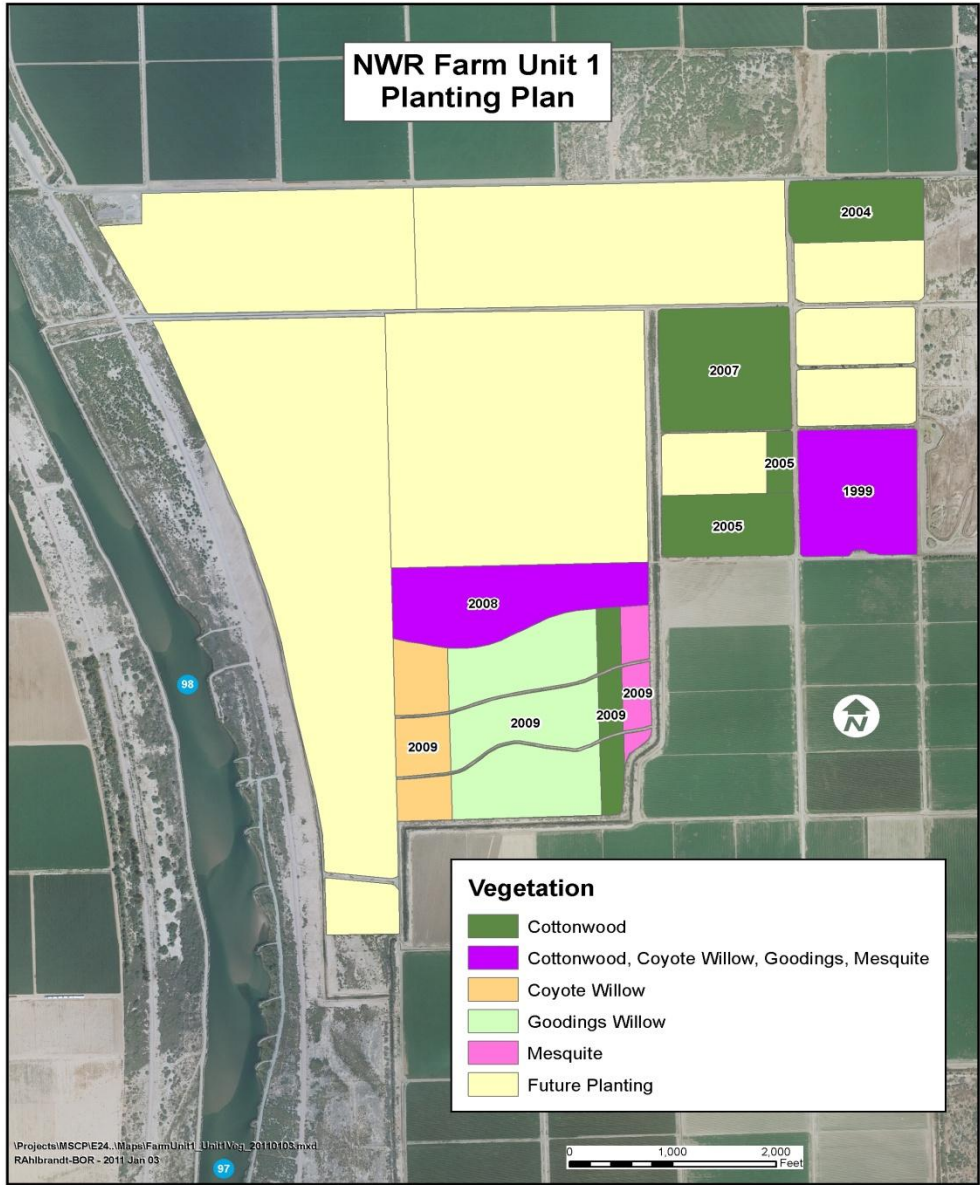 NWR Farm Unit 1
Planting Plan
2004
2007
2005
2005
1999
2008
98
2009
2009
2009
2009
N
Vegetation
Cottonwood
Cottonwood, Coyote Willow, Goodings, Mesquite
Coyote Willow
Goodings Willow
Mesquite
Future Planting
\Projects\MSCP\E24..\Maps\FarmUnit1_Unit1Veg_20110103.mxd
RAhlbrandt-BOR - 2011 Jan 03
97
0 1,000 2,000
Feet